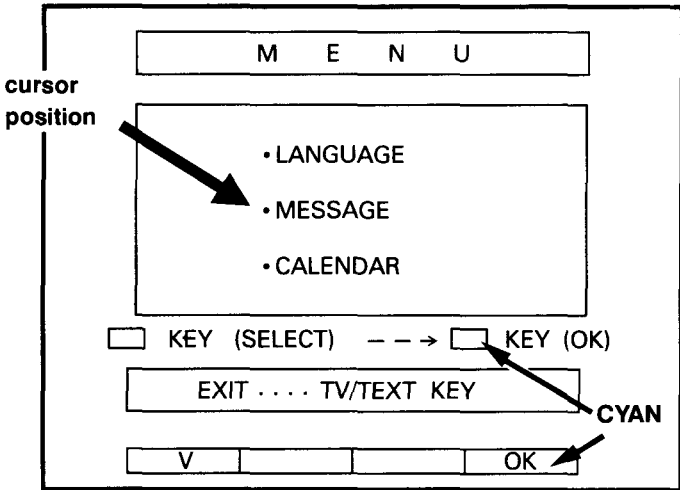 M E N U
cursor
position
• LANGUAGE
• MESSAGE
• CALENDAR
KEY (SELECT) ---→ KEY (OK)
EXIT .... TV/TEXT KEY
CYAN
V OK